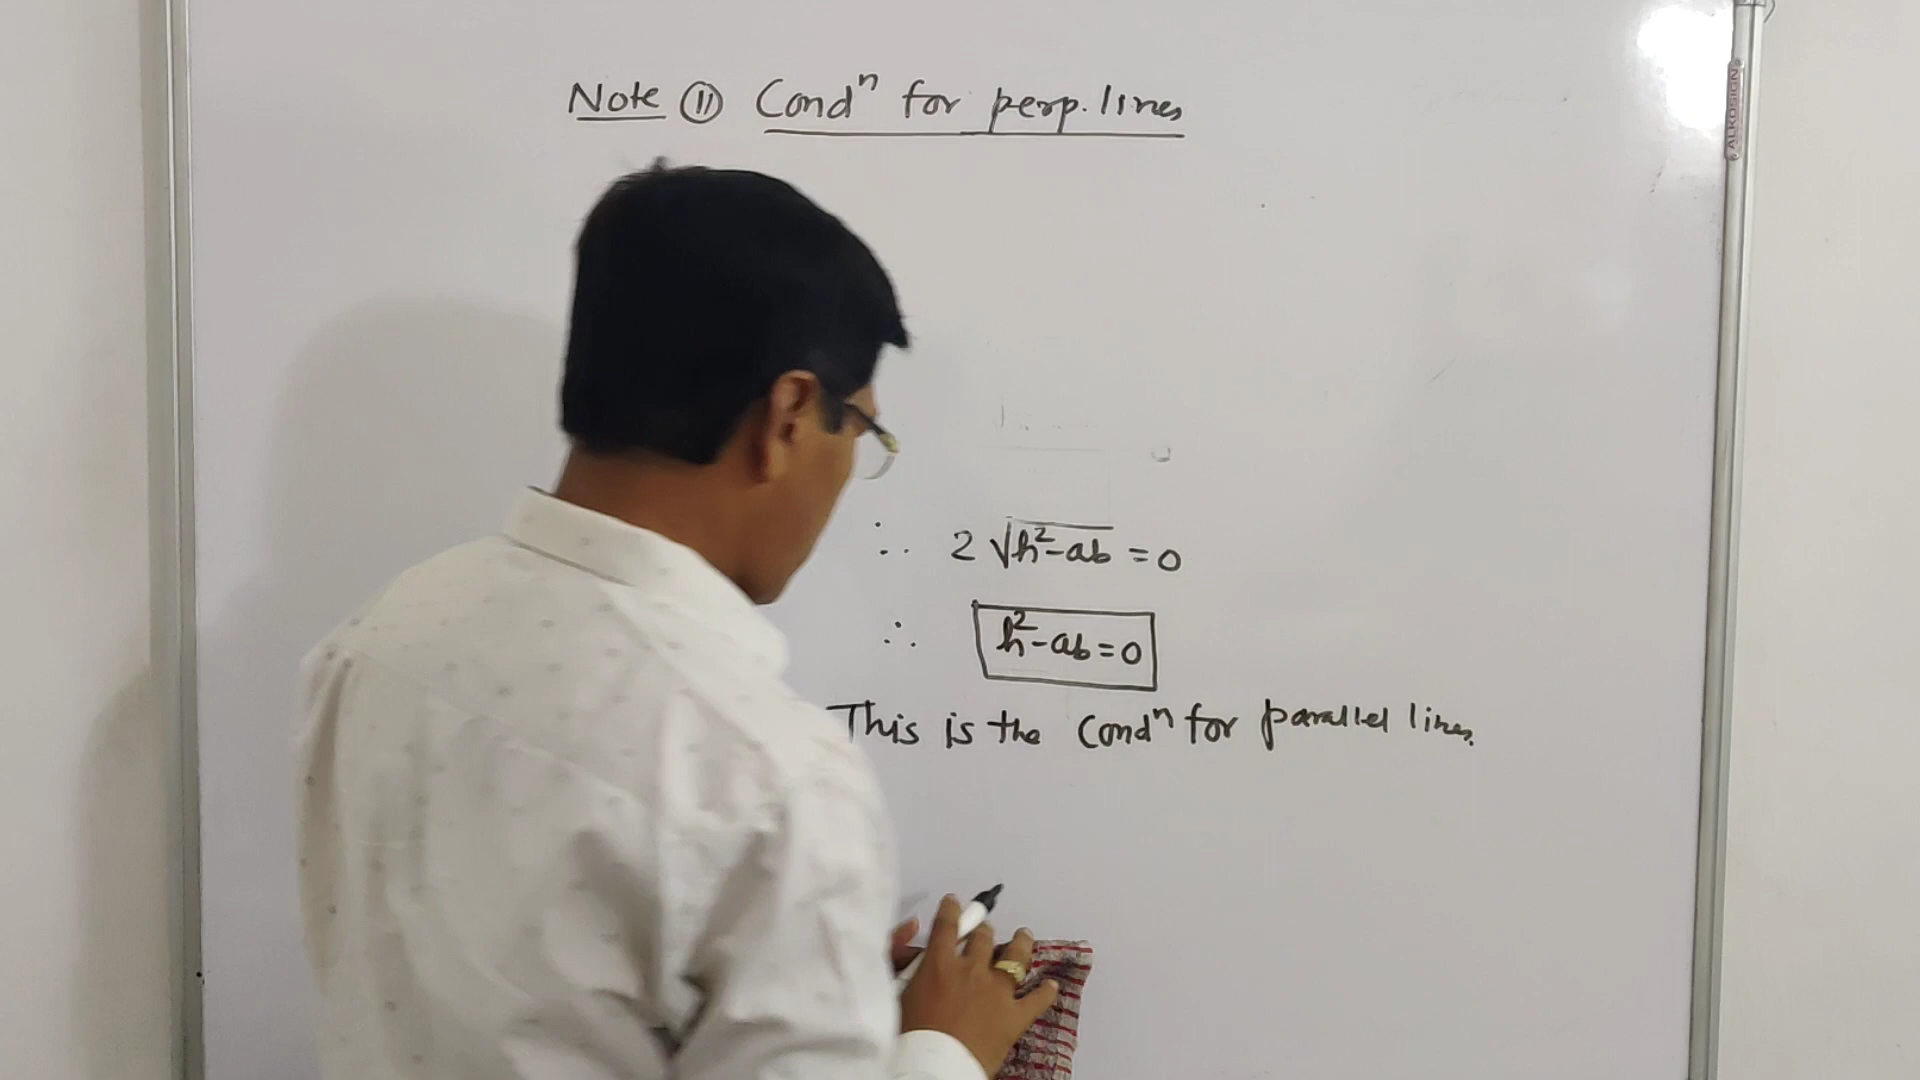 Note ⑪ Condⁿ for perp. lines
∴ 2 √h²-ab = 0
∴ h²-ab = 0
This is the Condⁿ for parallel lines.
ALKOSIGN